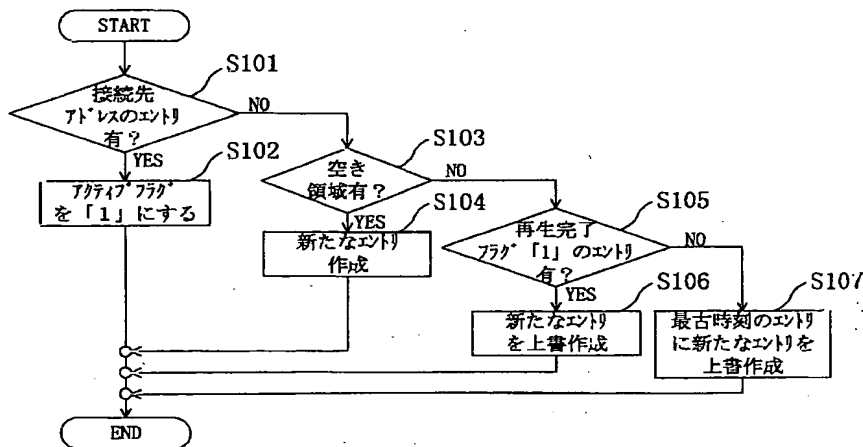 START
S101
接続先
アドレスのエントリ
有?
NO
YES
S102
アクティブフラグ
を「1」にする
S103
空き
領域有?
NO
YES
S104
新たなエントリ
作成
S105
再生完了
フラグ「1」のエントリ
有?
NO
YES
S106
新たなエントリ
を上書作成
S107
最古時刻のエントリ
に新たなエントリを
上書作成
END